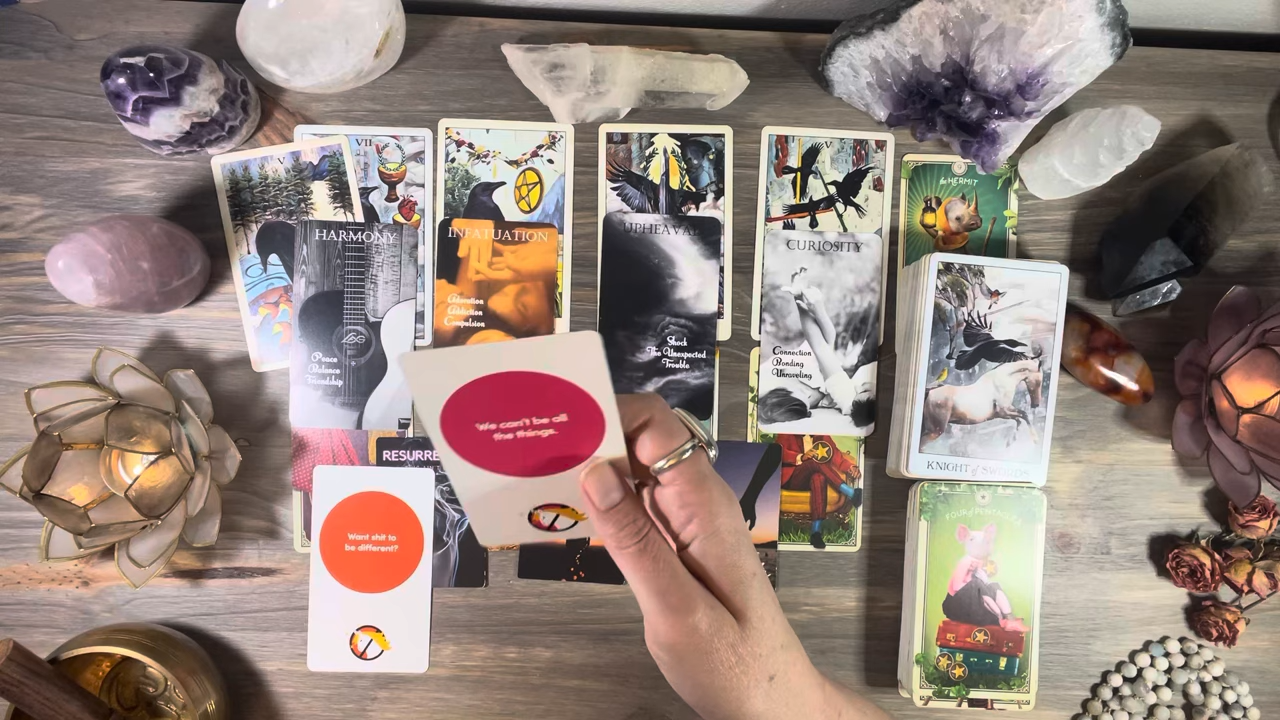 V
VII
V
the HERMIT
HARMONY
Peace
Balance
Friendship
INFATUATION
Adoration
Addiction
Compulsion
UPHEAVAL
Shock
The Unexpected
Trouble
CURIOSITY
Connection
Bonding
Unraveling
KNIGHT of SWORDS
We can't be all
the things.
RESURRE
Want shit to
be different?
FOUR of PENTACLES